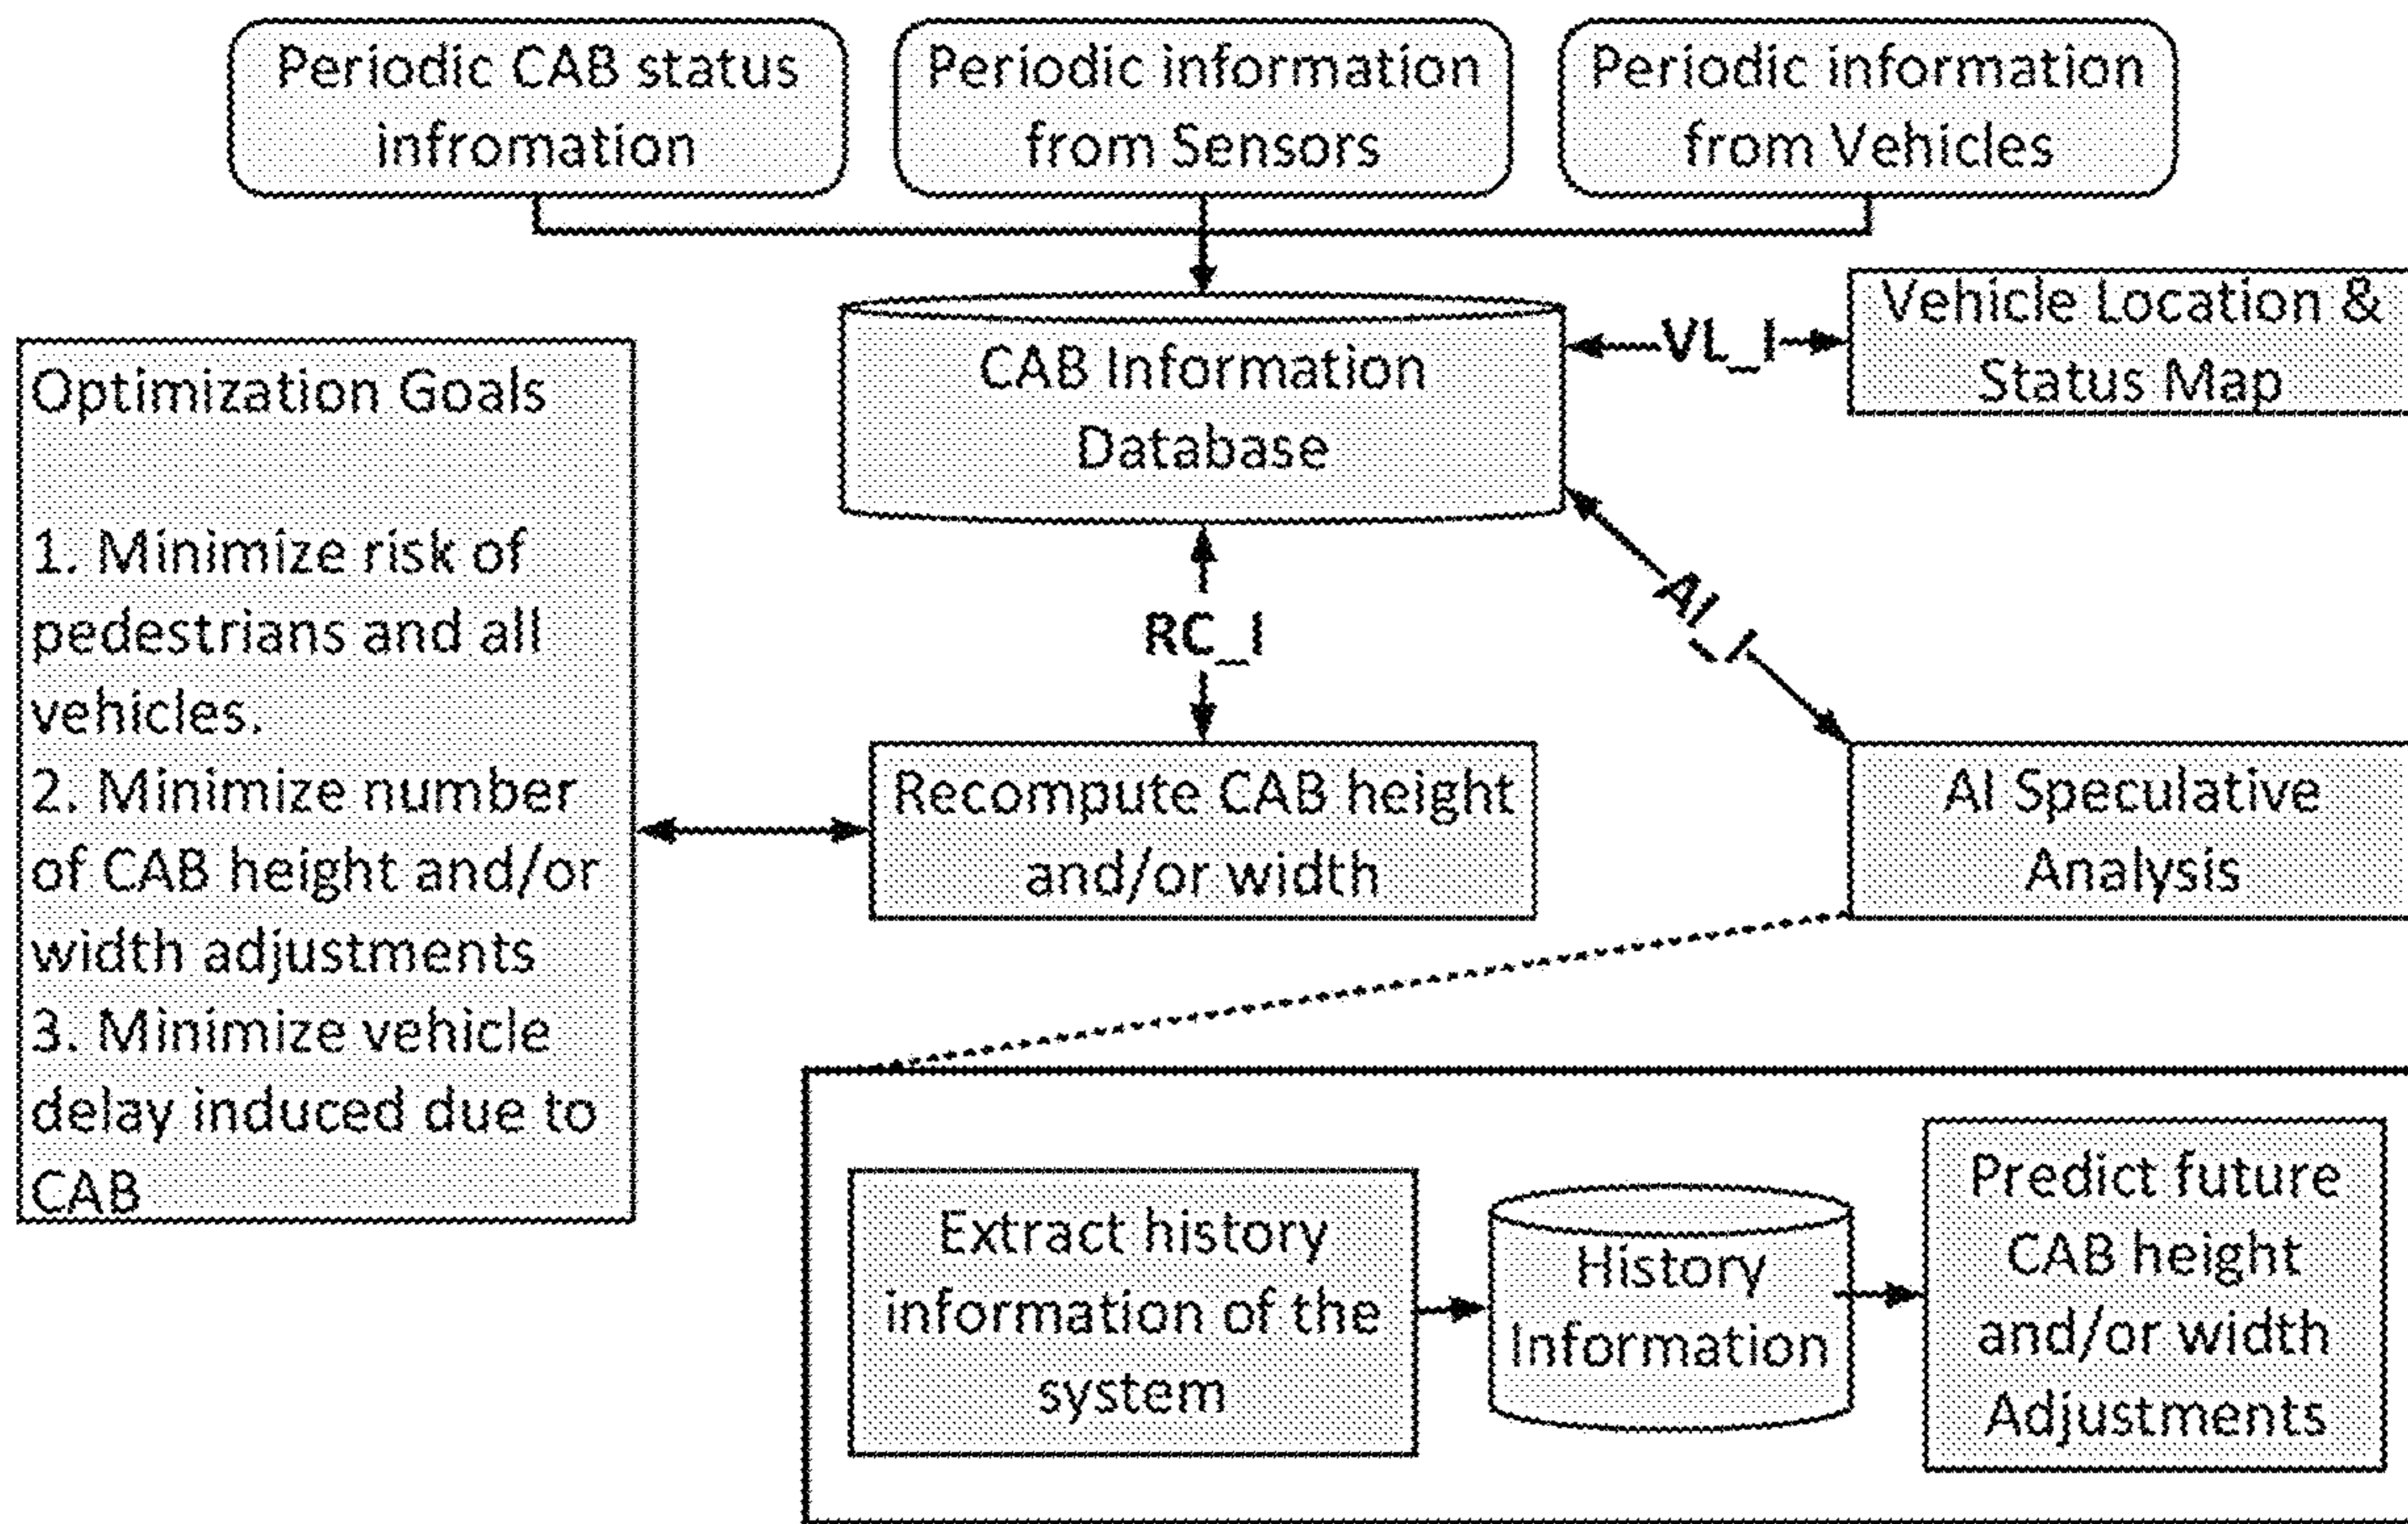 Periodic CAB status
infromation
Periodic information
from Sensors
Periodic information
from Vehicles
CAB Information
Database
VL_I
Vehicle Location &
Status Map
Optimization Goals
1. Minimize risk of
pedestrians and all
vehicles.
2. Minimize number
of CAB height and/or
width adjustments
3. Minimize vehicle
delay induced due to
CAB
RC_I
AI_I
Recompute CAB height
and/or width
AI Speculative
Analysis
Extract history
information of the
system
History
Information
Predict future
CAB height
and/or width
Adjustments